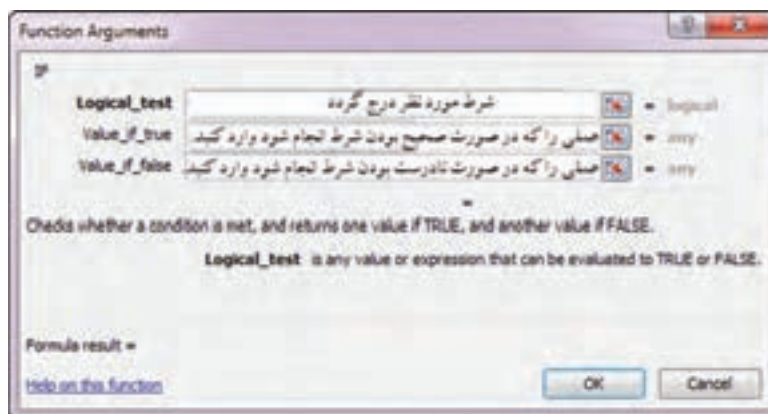 Function Arguments
IF
Logical_test شرط مورد نظر درج گردد = logical
Value_if_true عملی را که در صورت صحیح بودن شرط انجام شود وارد کنید. = any
Value_if_false عملی را که در صورت نادرست بودن شرط انجام شود وارد کنید. = any
=
Checks whether a condition is met, and returns one value if TRUE, and another value if FALSE.
Logical_test is any value or expression that can be evaluated to TRUE or FALSE.
Formula result =
Help on this function OK Cancel